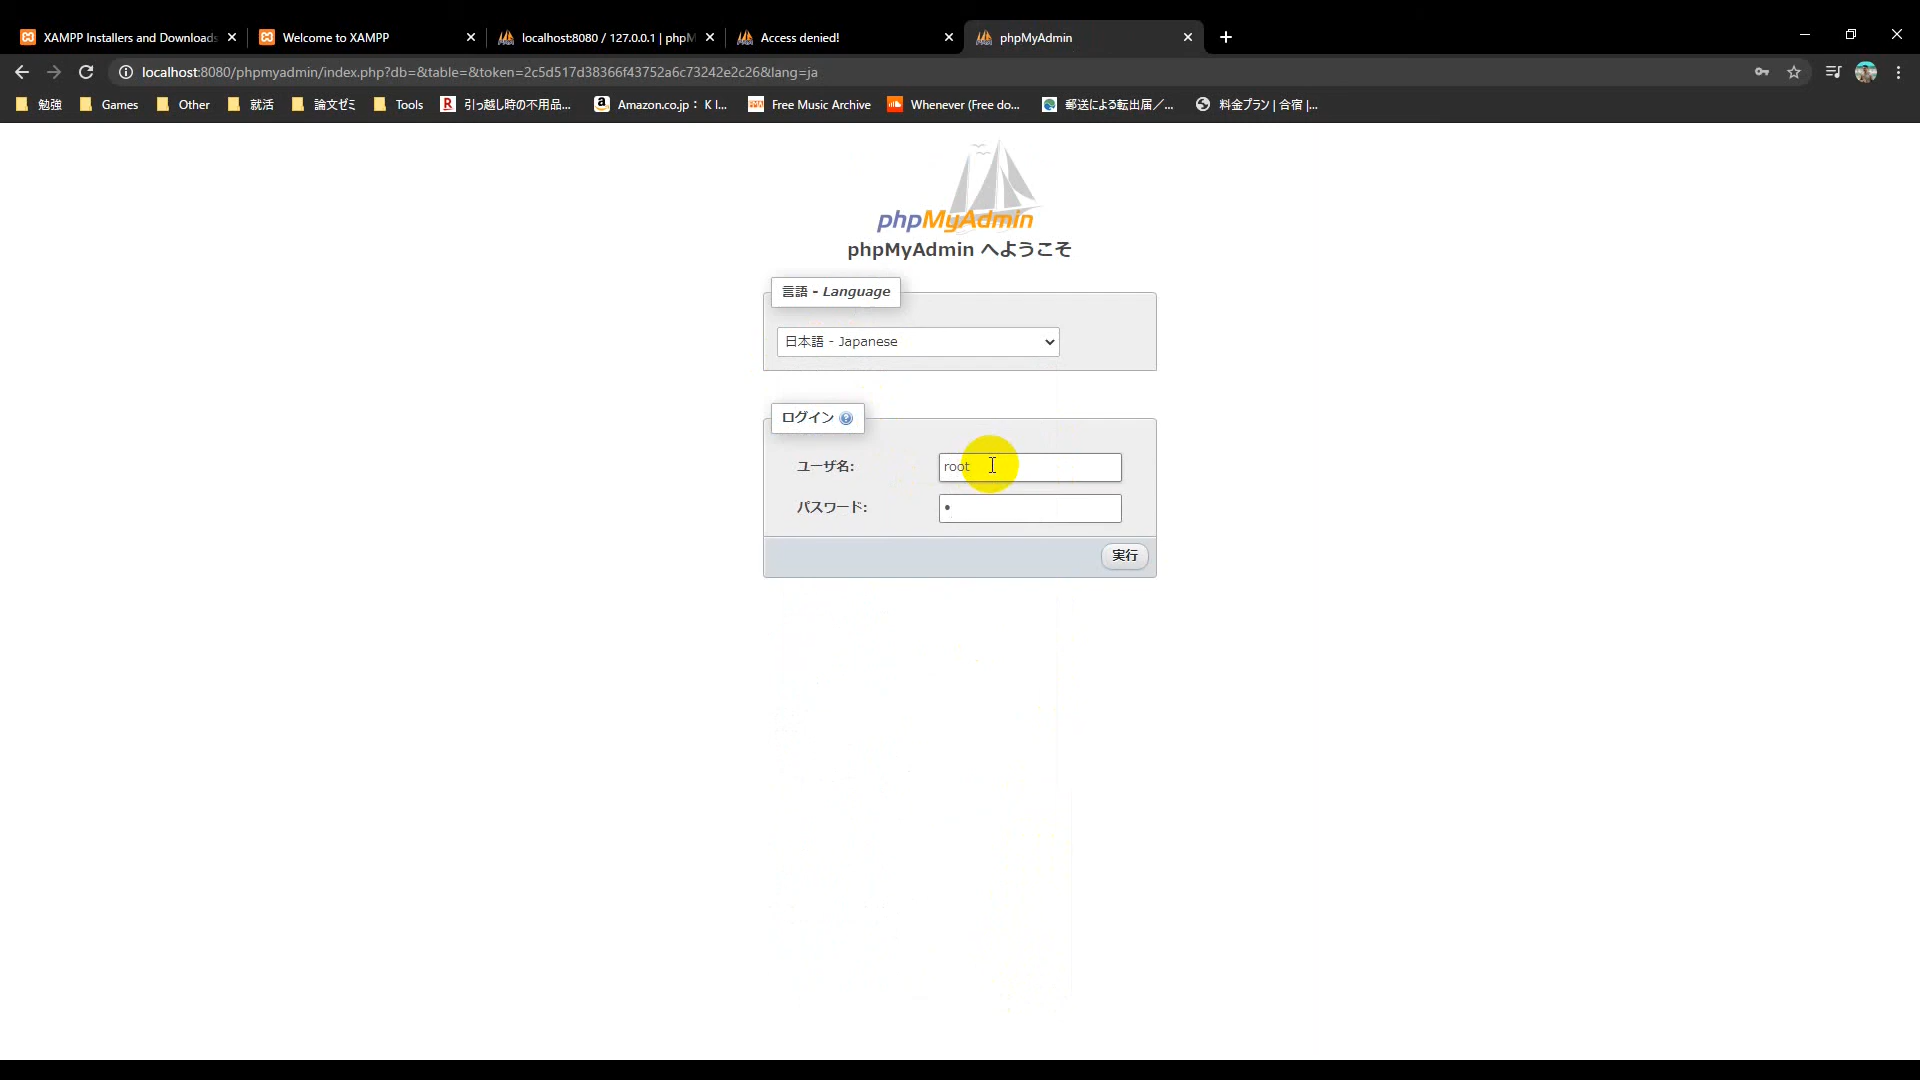 XAMPP Installers and Downloads
Welcome to XAMPP
localhost:8080 / 127.0.0.1 | phpM
Access denied!
phpMyAdmin
localhost:8080/phpmyadmin/index.php?db=&table=&token=2c5d517d38366f43752a6c73242e2c26&lang=ja
勉強
Games
Other
就活
論文ゼミ
Tools
R 引っ越し時の不用品...
a Amazon.co.jp： K l...
Free Music Archive
Whenever (Free do...
郵送による転出届／...
料金プラン | 合宿 |...
phpMyAdmin
phpMyAdmin へようこそ
言語 - Language
日本語 - Japanese
ログイン
ユーザ名:
root
パスワード:
実行